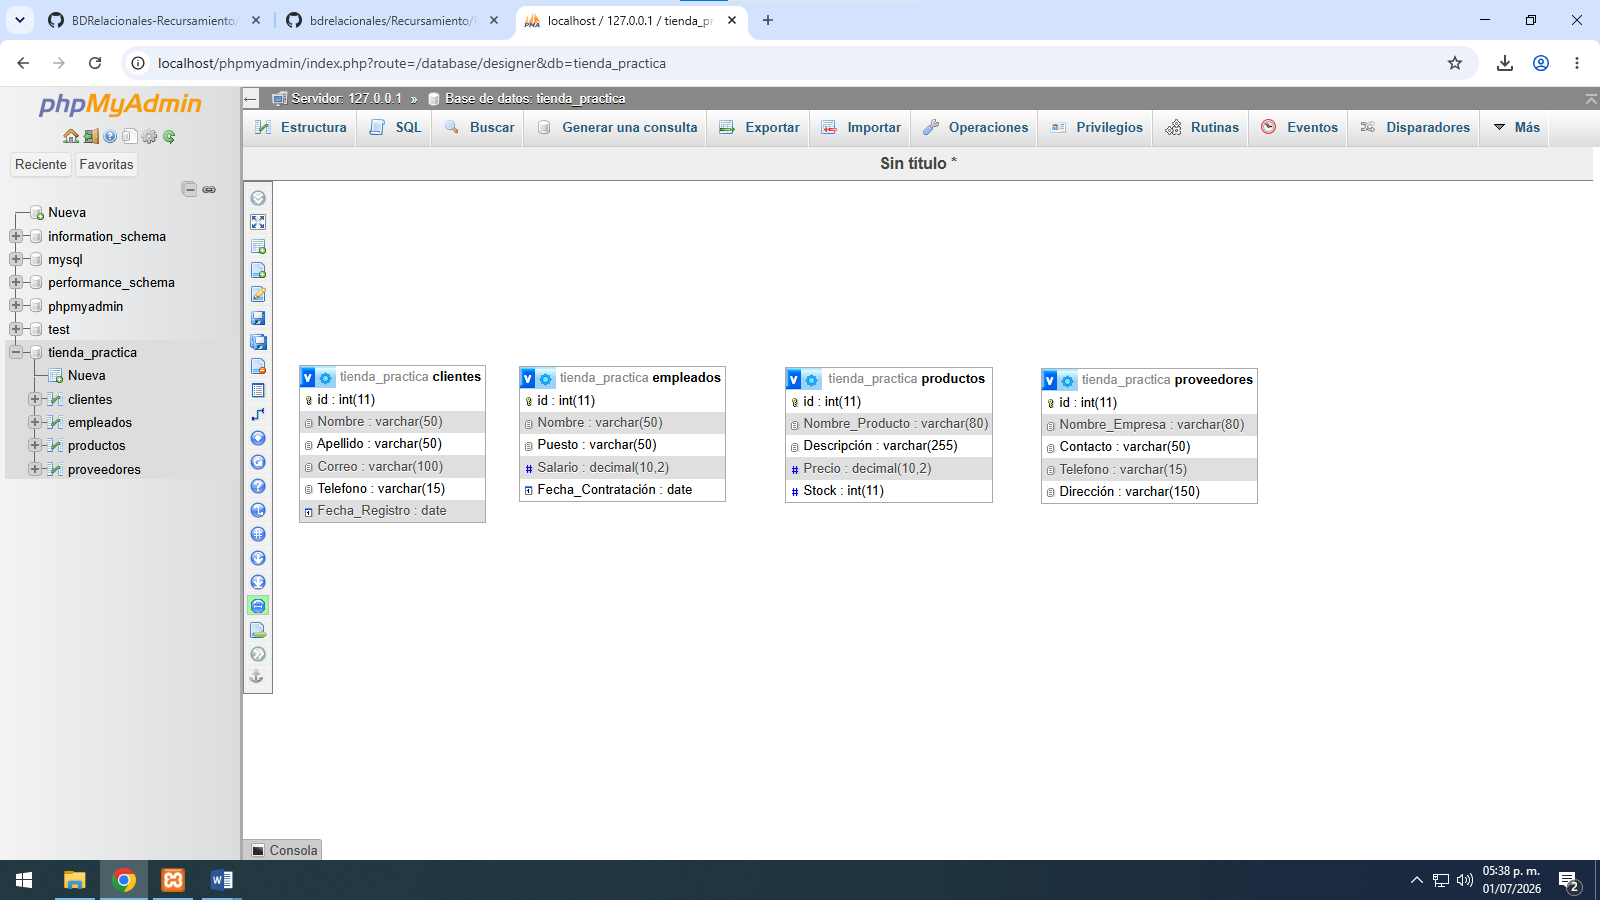 BDRelacionales-Recursamiento,
bdrelacionales/Recursamiento/
localhost / 127.0.0.1 / tienda_pr
localhost/phpmyadmin/index.php?route=/database/designer&db=tienda_practica
phpMyAdmin
Reciente
Favoritas
Nueva
information_schema
mysql
performance_schema
phpmyadmin
test
tienda_practica
Nueva
clientes
empleados
productos
proveedores
Servidor: 127.0.0.1 » Base de datos: tienda_practica
Estructura
SQL
Buscar
Generar una consulta
Exportar
Importar
Operaciones
Privilegios
Rutinas
Eventos
Disparadores
Más
Sin título *
tienda_practica clientes
id : int(11)
Nombre : varchar(50)
Apellido : varchar(50)
Correo : varchar(100)
Telefono : varchar(15)
Fecha_Registro : date
tienda_practica empleados
id : int(11)
Nombre : varchar(50)
Puesto : varchar(50)
Salario : decimal(10,2)
Fecha_Contratación : date
tienda_practica productos
id : int(11)
Nombre_Producto : varchar(80)
Descripción : varchar(255)
Precio : decimal(10,2)
Stock : int(11)
tienda_practica proveedores
id : int(11)
Nombre_Empresa : varchar(80)
Contacto : varchar(50)
Telefono : varchar(15)
Dirección : varchar(150)
Consola
05:38 p. m.
01/07/2026
2